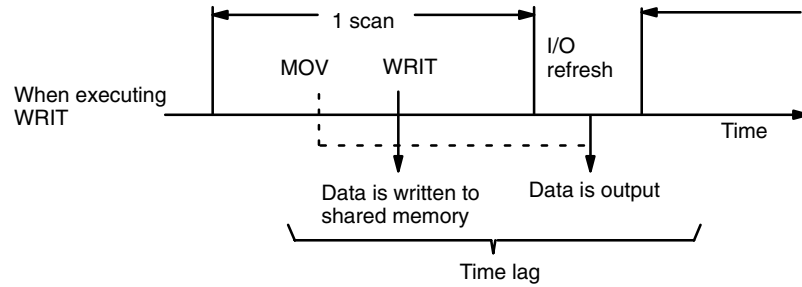 1 scan
I/O
refresh
MOV
WRIT
When executing
WRIT
Time
Data is written to
shared memory
Data is output
Time lag